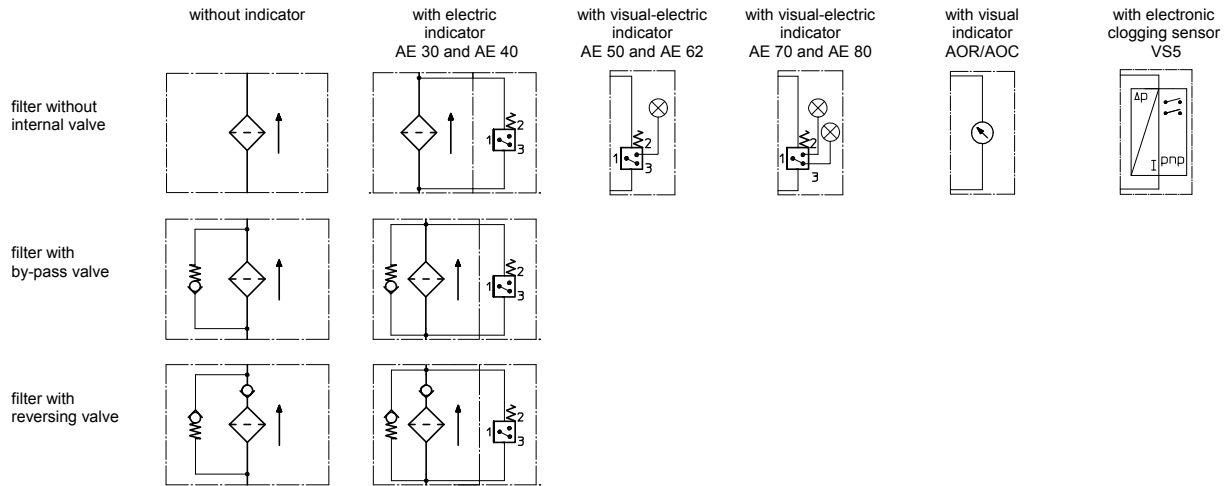 without indicator
with electric
indicator
AE 30 and AE 40
with visual-electric
indicator
AE 50 and AE 62
with visual-electric
indicator
AE 70 and AE 80
with visual
indicator
AOR/AOC
with electronic
clogging sensor
VS5
filter without
internal valve
1
2
3
1
2
3
1
2
3
Δp
I
pnp
filter with
by-pass valve
1
2
3
filter with
reversing valve
1
2
3